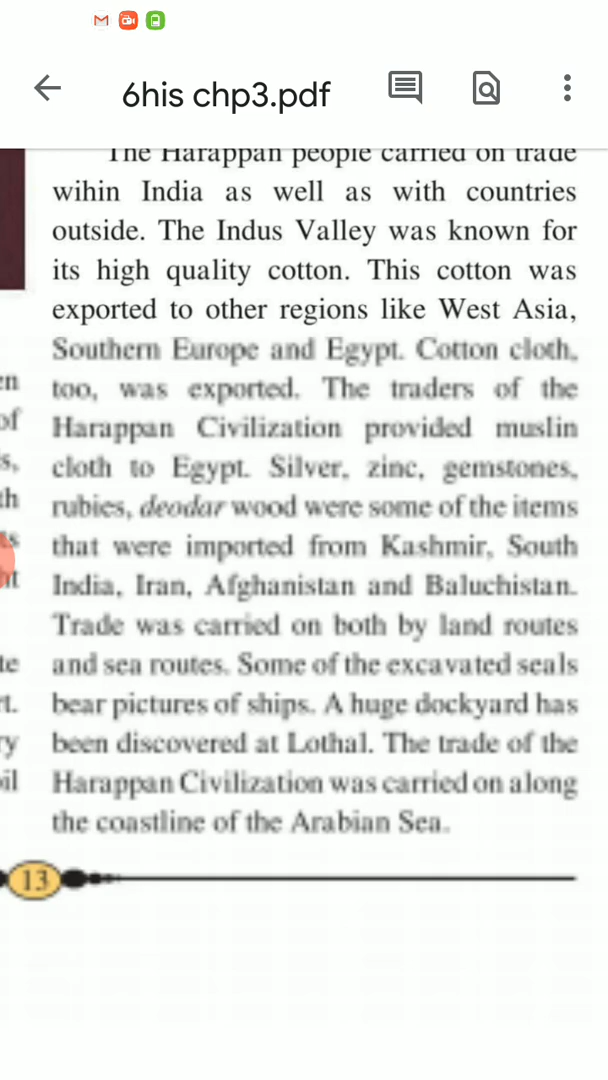 6his chp3.pdf
The Harappan people carried on trade
wihin India as well as with countries
outside. The Indus Valley was known for
its high quality cotton. This cotton was
exported to other regions like West Asia,
Southern Europe and Egypt. Cotton cloth,
too, was exported. The traders of the
Harappan Civilization provided muslin
cloth to Egypt. Silver, zinc, gemstones,
rubies, deodar wood were some of the items
that were imported from Kashmir, South
India, Iran, Afghanistan and Baluchistan.
Trade was carried on both by land routes
and sea routes. Some of the excavated seals
bear pictures of ships. A huge dockyard has
been discovered at Lothal. The trade of the
Harappan Civilization was carried on along
the coastline of the Arabian Sea.
13